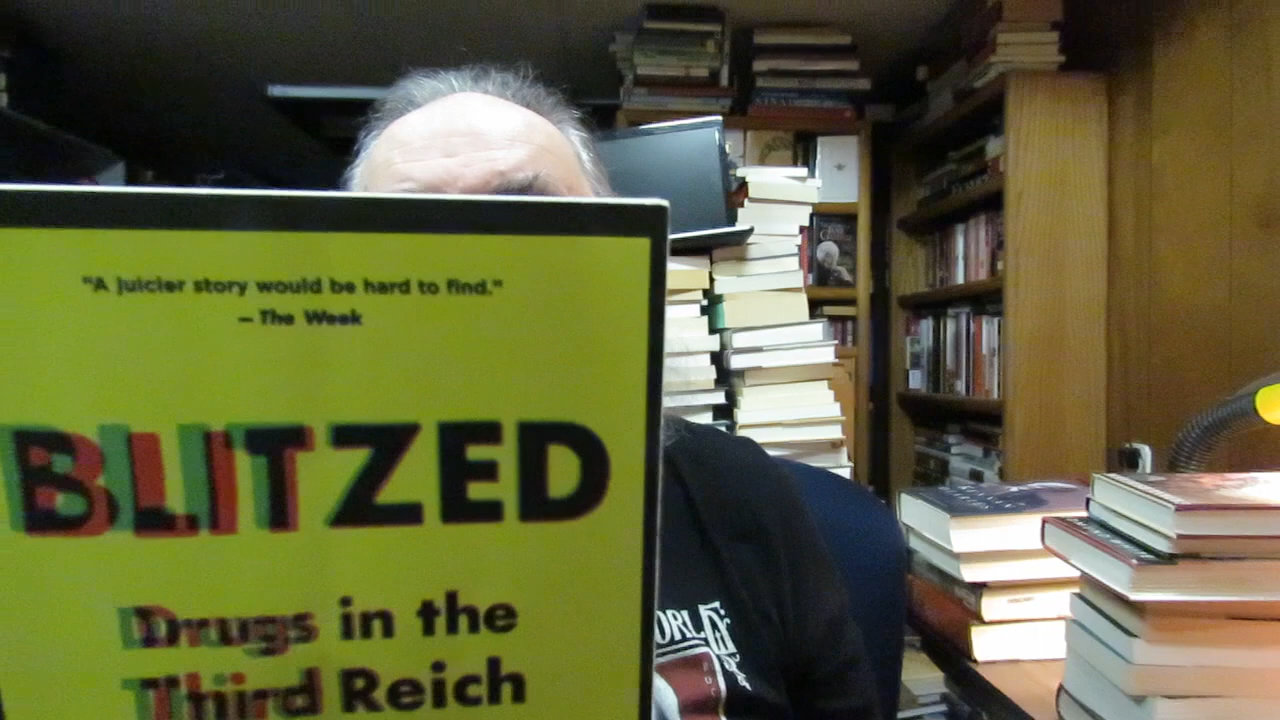 "A juicier story would be hard to find."
— The Week
BLITZED
Drugs in the
Third Reich